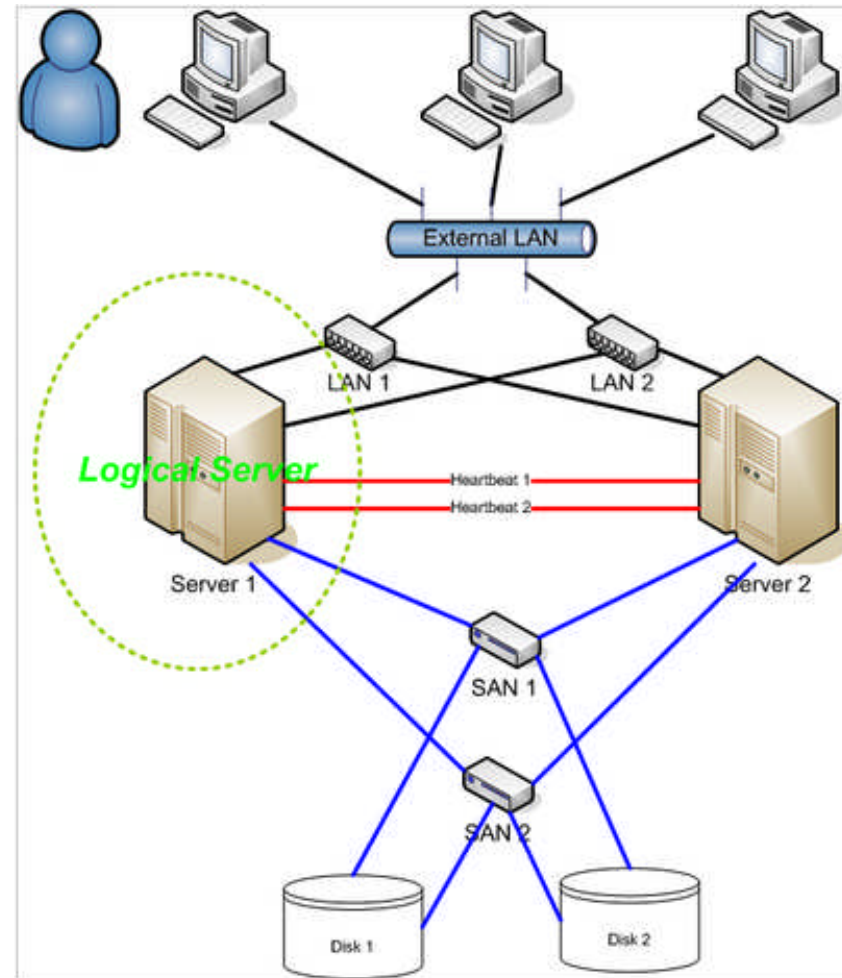 External LAN
LAN 1
LAN 2
Logical Server
Heartbeat 1
Heartbeat 2
Server 1
Server 2
SAN 1
SAN 2
Disk 1
Disk 2